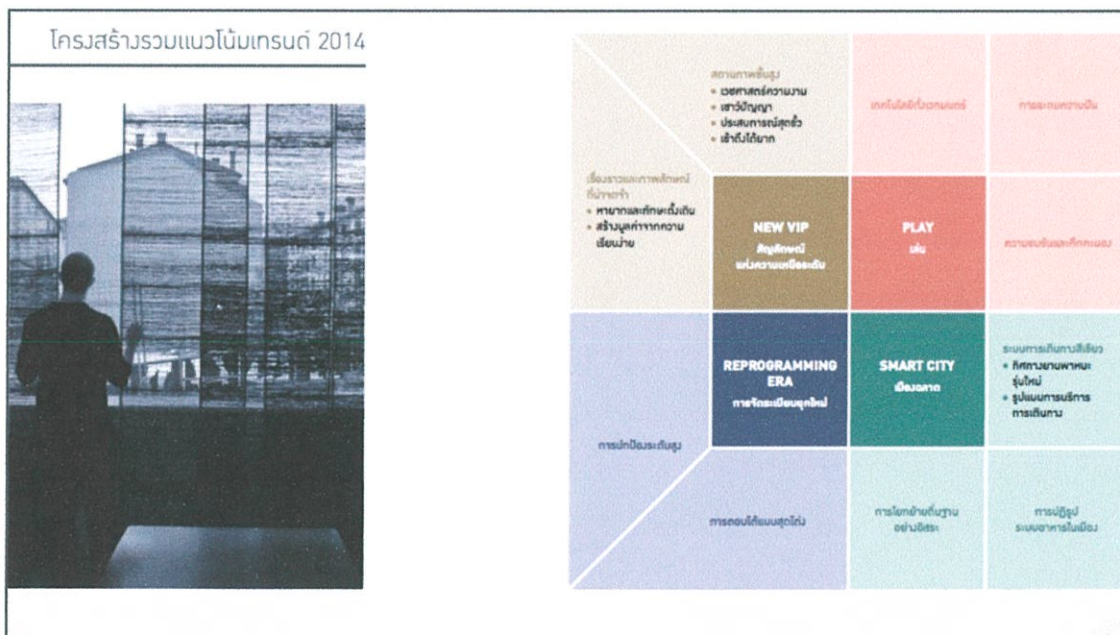 โครงสร้างรวมแนวโน้มเทรนด์ 2014
สถานภาพชั้นสูง
• เวชศาสตร์ความงาม
• เชาว์ปัญญา
• ประสบการณ์สุดขั้ว
• เข้าถึงได้ยาก
เรื่องราวและภาพลักษณ์
ที่น่าจดจำ
• หายากและทักษะดั้งเดิม
• สร้างมูลค่าจากความ
เรียบง่าย
NEW VIP
สัญลักษณ์
แห่งความเหนือระดับ
เทคโนโลยีดั่งเวทมนตร์
การระดมความฝัน
PLAY
เล่น
ความซนซนและคึกคะนอง
REPROGRAMMING
ERA
การจัดระเบียบยุคใหม่
การปกป้องระดับสูง
การตอบโต้แบบสุดโต่ง
SMART CITY
เมืองฉลาด
ระบบการเดินทางสีเขียว
• ทิศทางยานพาหนะ
รุ่นใหม่
• รูปแบบการบริการ
การเดินทาง
การโยกย้ายถิ่นฐาน
อย่างอิสระ
การปฏิรูป
ระบบอาหารในเมือง